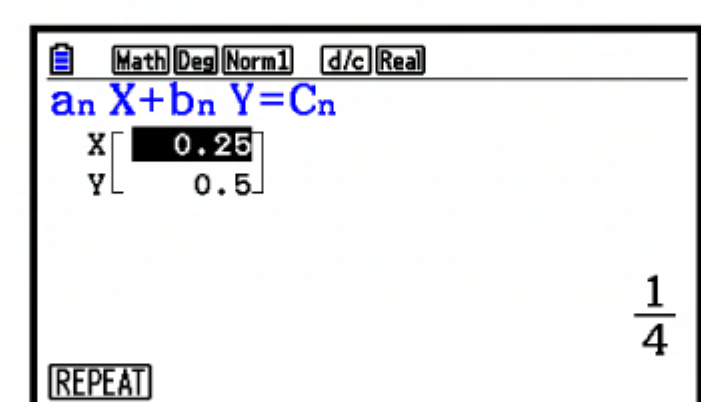 Math Deg Norm1 d/c Real
an X+bn Y=Cn
X[ 0.25]
Y[ 0.5]
1
4
REPEAT